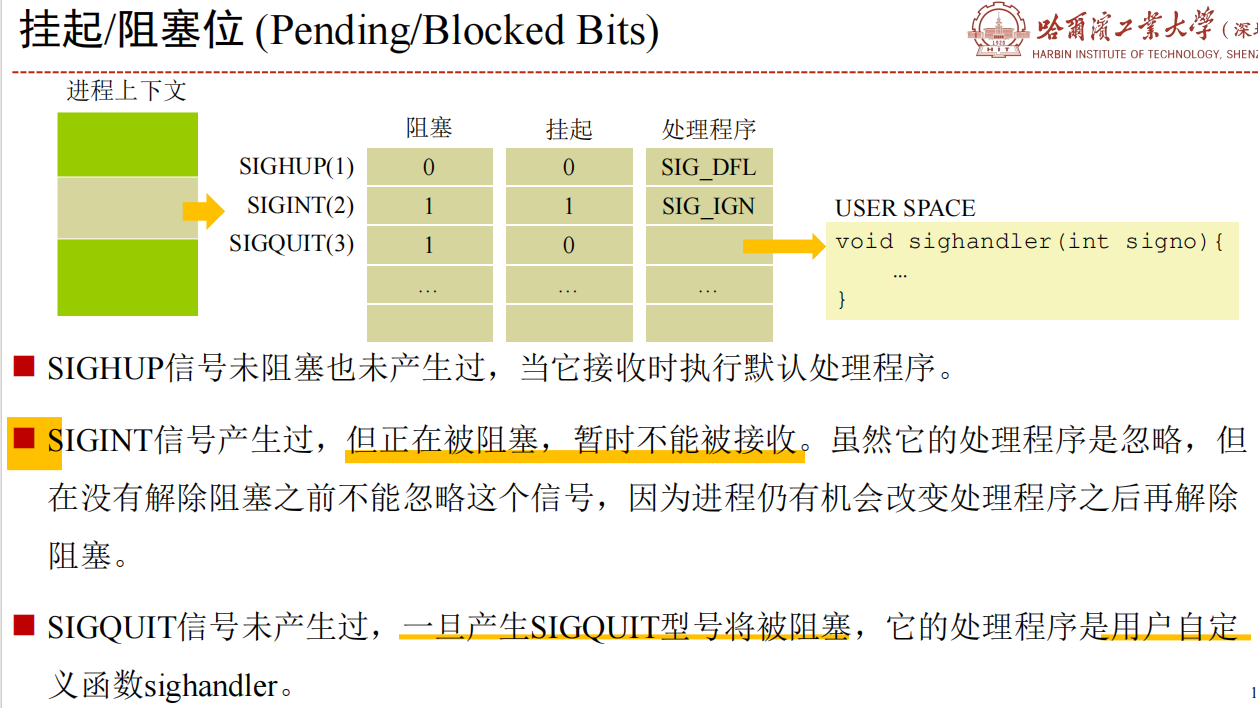 挂起/阻塞位 (Pending/Blocked Bits)
哈尔滨工业大学
HARBIN INSTITUTE OF TECHNOLOGY,
进程上下文
阻塞 挂起 处理程序
SIGHUP(1) 0 0 SIG_DFL
SIGINT(2) 1 1 SIG_IGN
SIGQUIT(3) 1 0
… … …
USER SPACE
void sighandler(int signo){
…
}
SIGHUP信号未阻塞也未产生过，当它接收时执行默认处理程序。
SIGINT信号产生过，但正在被阻塞，暂时不能被接收。虽然它的处理程序是忽略，但
在没有解除阻塞之前不能忽略这个信号，因为进程仍有机会改变处理程序之后再解除
阻塞。
SIGQUIT信号未产生过，一旦产生SIGQUIT型号将被阻塞，它的处理程序是用户自定
义函数sighandler。